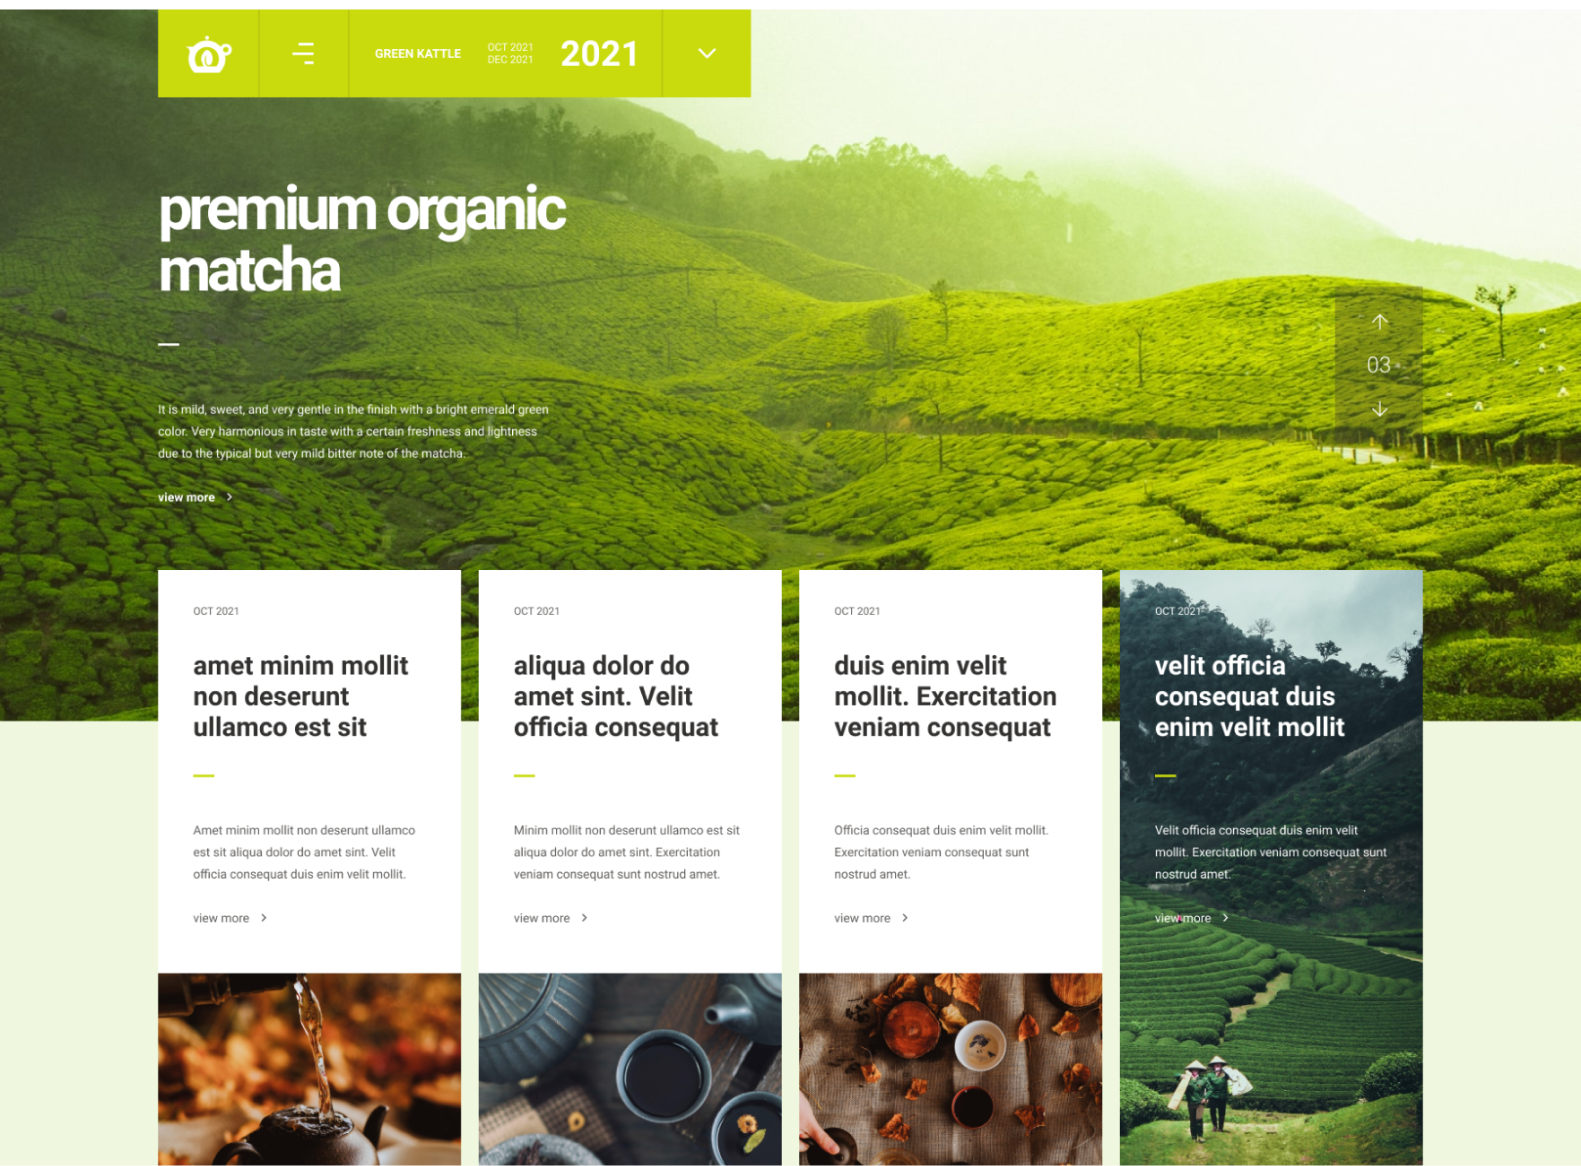 GREEN KATTLE
OCT 2021
DEC 2021
2021
premium organic
matcha
It is mild, sweet, and very gentle in the finish with a bright emerald green
color. Very harmonious in taste with a certain freshness and lightness
due to the typical but very mild bitter note of the matcha.
view more
03
OCT 2021
amet minim mollit
non deserunt
ullamco est sit
Amet minim mollit non deserunt ullamco
est sit aliqua dolor do amet sint. Velit
officia consequat duis enim velit mollit.
view more
OCT 2021
aliqua dolor do
amet sint. Velit
officia consequat
Minim mollit non deserunt ullamco est sit
aliqua dolor do amet sint. Exercitation
veniam consequat sunt nostrud amet.
view more
OCT 2021
duis enim velit
mollit. Exercitation
veniam consequat
Officia consequat duis enim velit mollit.
Exercitation veniam consequat sunt
nostrud amet.
view more
OCT 2021
velit officia
consequat duis
enim velit mollit
Velit officia consequat duis enim velit
mollit. Exercitation veniam consequat sunt
nostrud amet.
view more